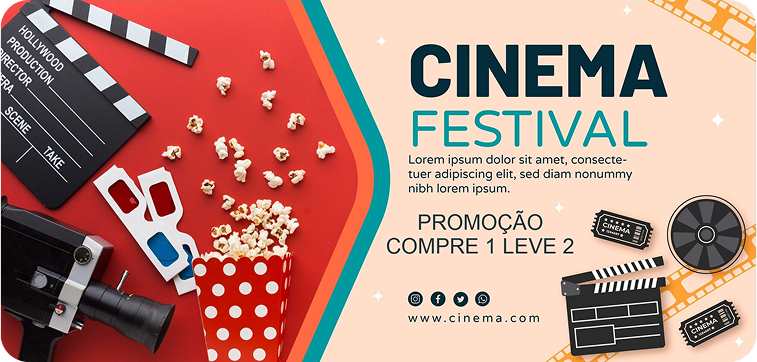 HOLLYWOOD
PRODUCTION
DIRECTOR
SCENE
TAKE
CINEMA
FESTIVAL
Lorem ipsum dolor sit amet, consecte-
tuer adipiscing elit, sed diam nonummy
nibh lorem ipsum.
PROMOÇÃO
COMPRE 1 LEVE 2
www.cinema.com
CINEMA
CINEMA